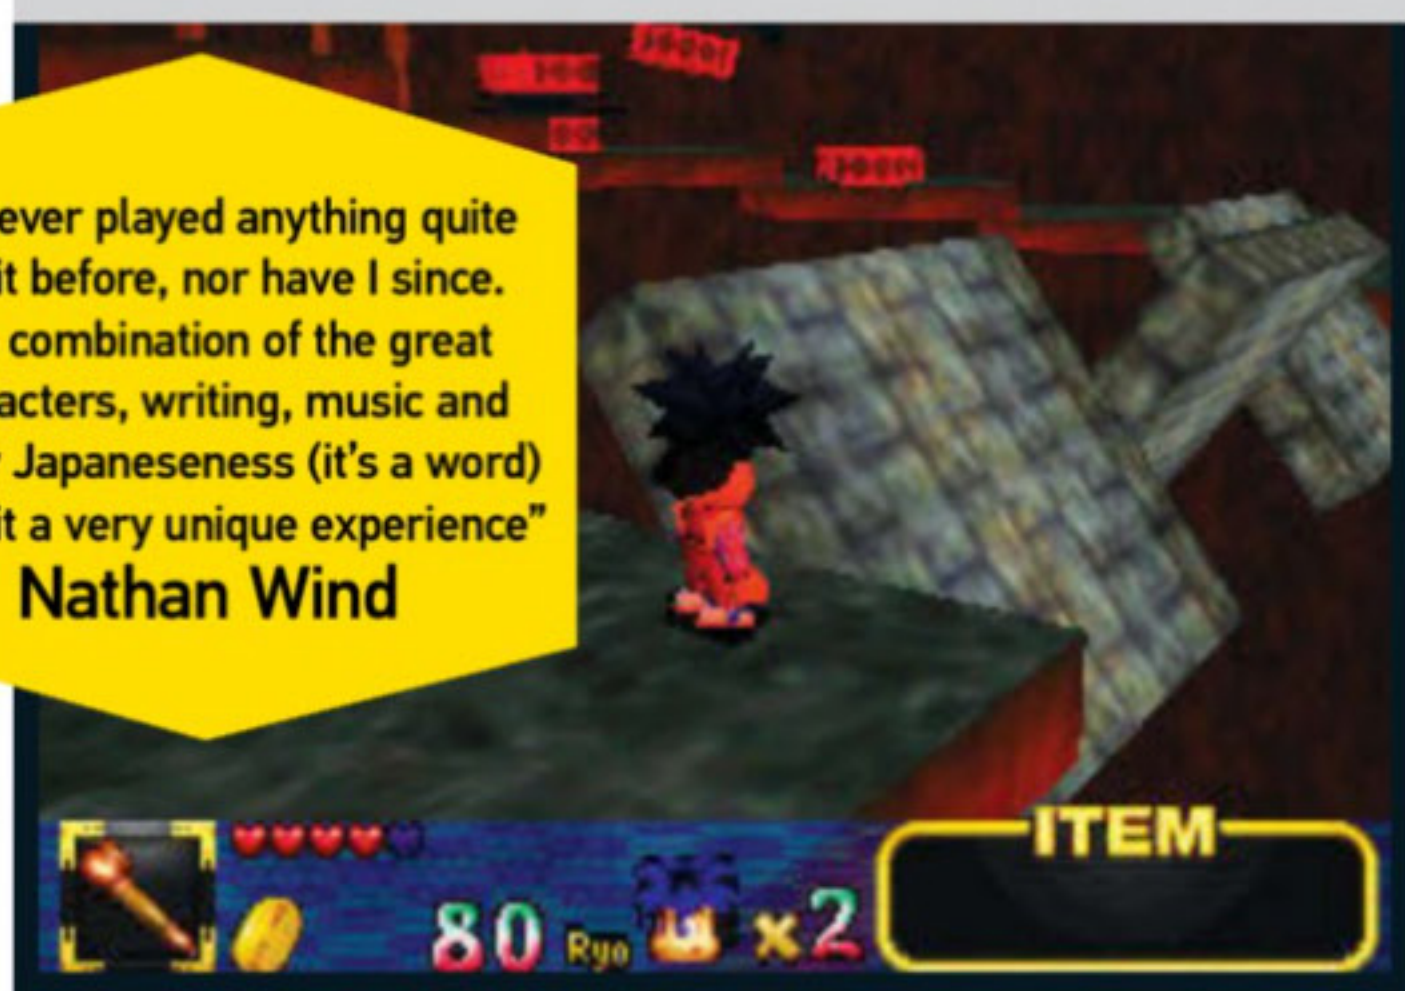 ever played anything quite
it before, nor have I since.
combination of the great
acters, writing, music and
Japaneseness (it's a word)
it a very unique experience"
Nathan Wind
ITEM
80 Ryo x2